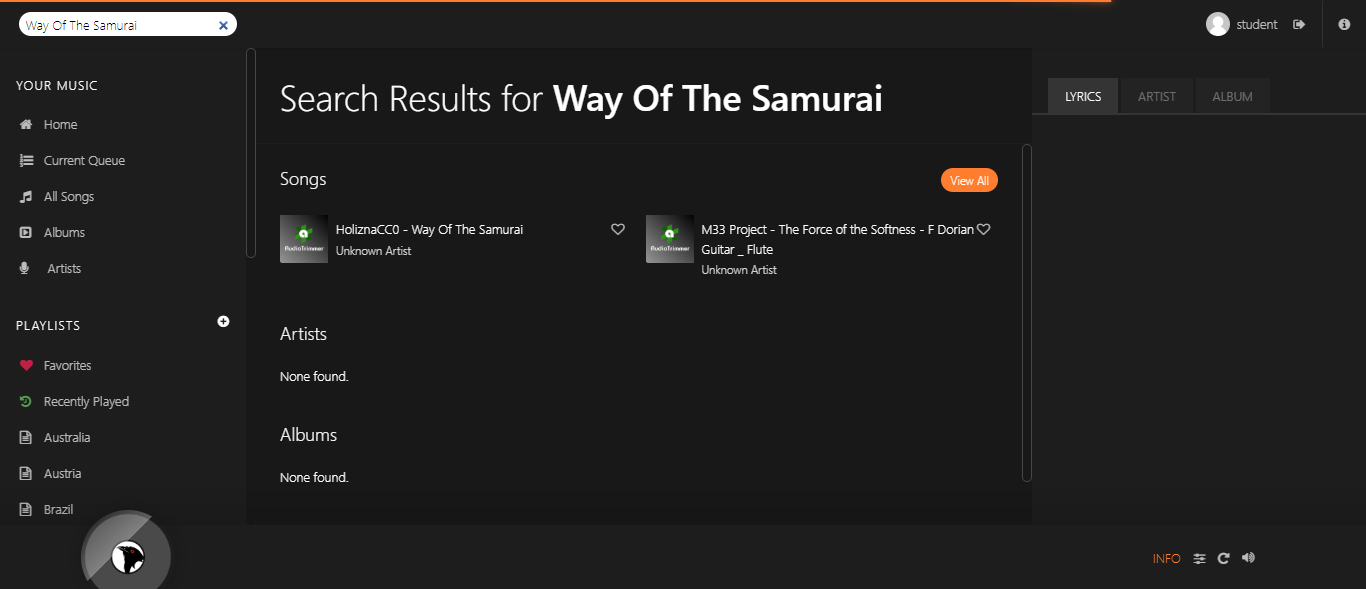 Way Of The Samurai
student
YOUR MUSIC
Home
Current Queue
All Songs
Albums
Artists
PLAYLISTS
Favorites
Recently Played
Australia
Austria
Brazil
Search Results for Way Of The Samurai
Songs
View All
AudioTrimmer
HoliznaCC0 - Way Of The Samurai
Unknown Artist
AudioTrimmer
M33 Project - The Force of the Softness - F Dorian
Guitar _ Flute
Unknown Artist
Artists
None found.
Albums
None found.
LYRICS
ARTIST
ALBUM
INFO